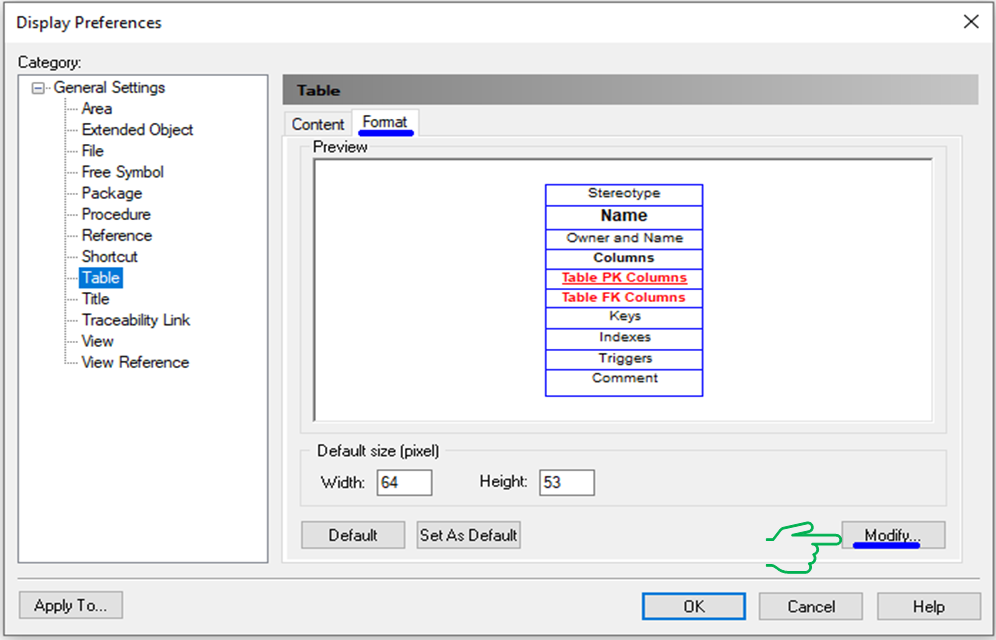 Display Preferences
Category:
General Settings
Area
Extended Object
File
Free Symbol
Package
Procedure
Reference
Shortcut
Table
Title
Traceability Link
View
View Reference
Table
Content Format
Preview
Stereotype
Name
Owner and Name
Columns
Table PK Columns
Table FK Columns
Keys
Indexes
Triggers
Comment
Default size (pixel)
Width: 64 Height: 53
Default Set As Default Modify...
Apply To... OK Cancel Help